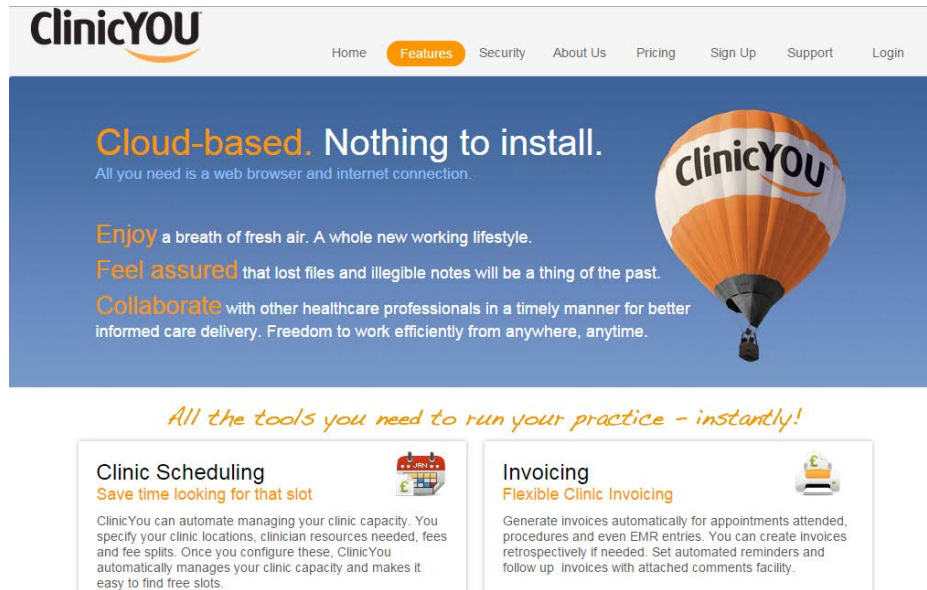 ClinicYOU
Home Features Security About Us Pricing Sign Up Support Login
Cloud-based. Nothing to install.
All you need is a web browser and internet connection.
Enjoy a breath of fresh air. A whole new working lifestyle.
Feel assured that lost files and illegible notes will be a thing of the past.
Collaborate with other healthcare professionals in a timely manner for better
informed care delivery. Freedom to work efficiently from anywhere, anytime.
clinicYOU
All the tools you need to run your practice - instantly!
Clinic Scheduling
Save time looking for that slot
JAN
£
ClinicYou can automate managing your clinic capacity. You
specify your clinic locations, clinician resources needed, fees
and fee splits. Once you configure these, ClinicYou
automatically manages your clinic capacity and makes it
easy to find free slots.
Invoicing
Flexible Clinic Invoicing
£
Generate invoices automatically for appointments attended,
procedures and even EMR entries. You can create invoices
retrospectively if needed. Set automated reminders and
follow up invoices with attached comments facility.